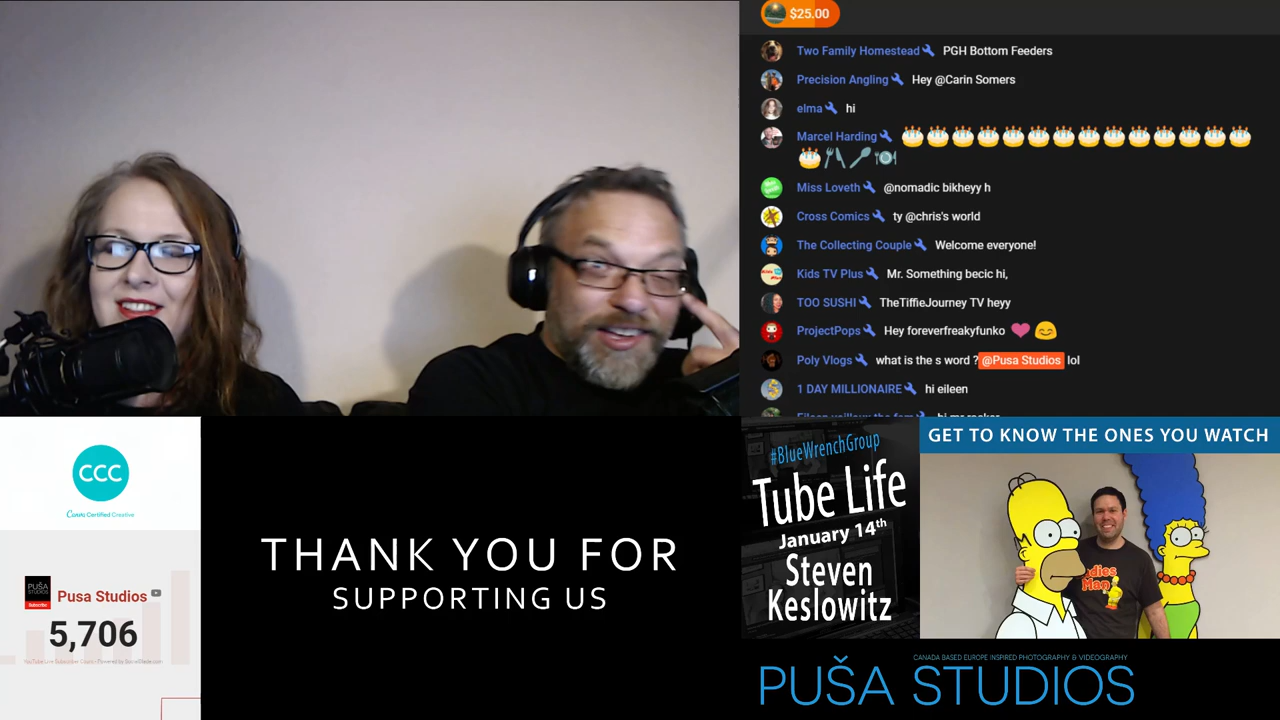 $25.00
Two Family Homestead PGH Bottom Feeders
Precision Angling Hey @Carin Somers
elma hi
Marcel Harding
Miss Loveth @nomadic bikheyy h
Cross Comics ty @chris's world
The Collecting Couple Welcome everyone!
Kids TV Plus Mr. Something becic hi,
TOO SUSHI TheTiffieJourney TV heyy
ProjectPops Hey foreverfreakyfunko
Poly Vlogs what is the s word ? @Pusa Studios lol
1 DAY MILLIONAIRE hi eileen
CCC
Canva Certified Creative
PUŠA
STUDIOS
Subscribe
Pusa Studios
5,706
THANK YOU FOR
SUPPORTING US
#BlueWrenchGroup
Tube Life
January 14th
Steven
Keslowitz
GET TO KNOW THE ONES YOU WATCH
CANADA BASED EUROPE INSPIRED PHOTOGRAPHY & VIDEOGRAPHY
PUŠA STUDIOS